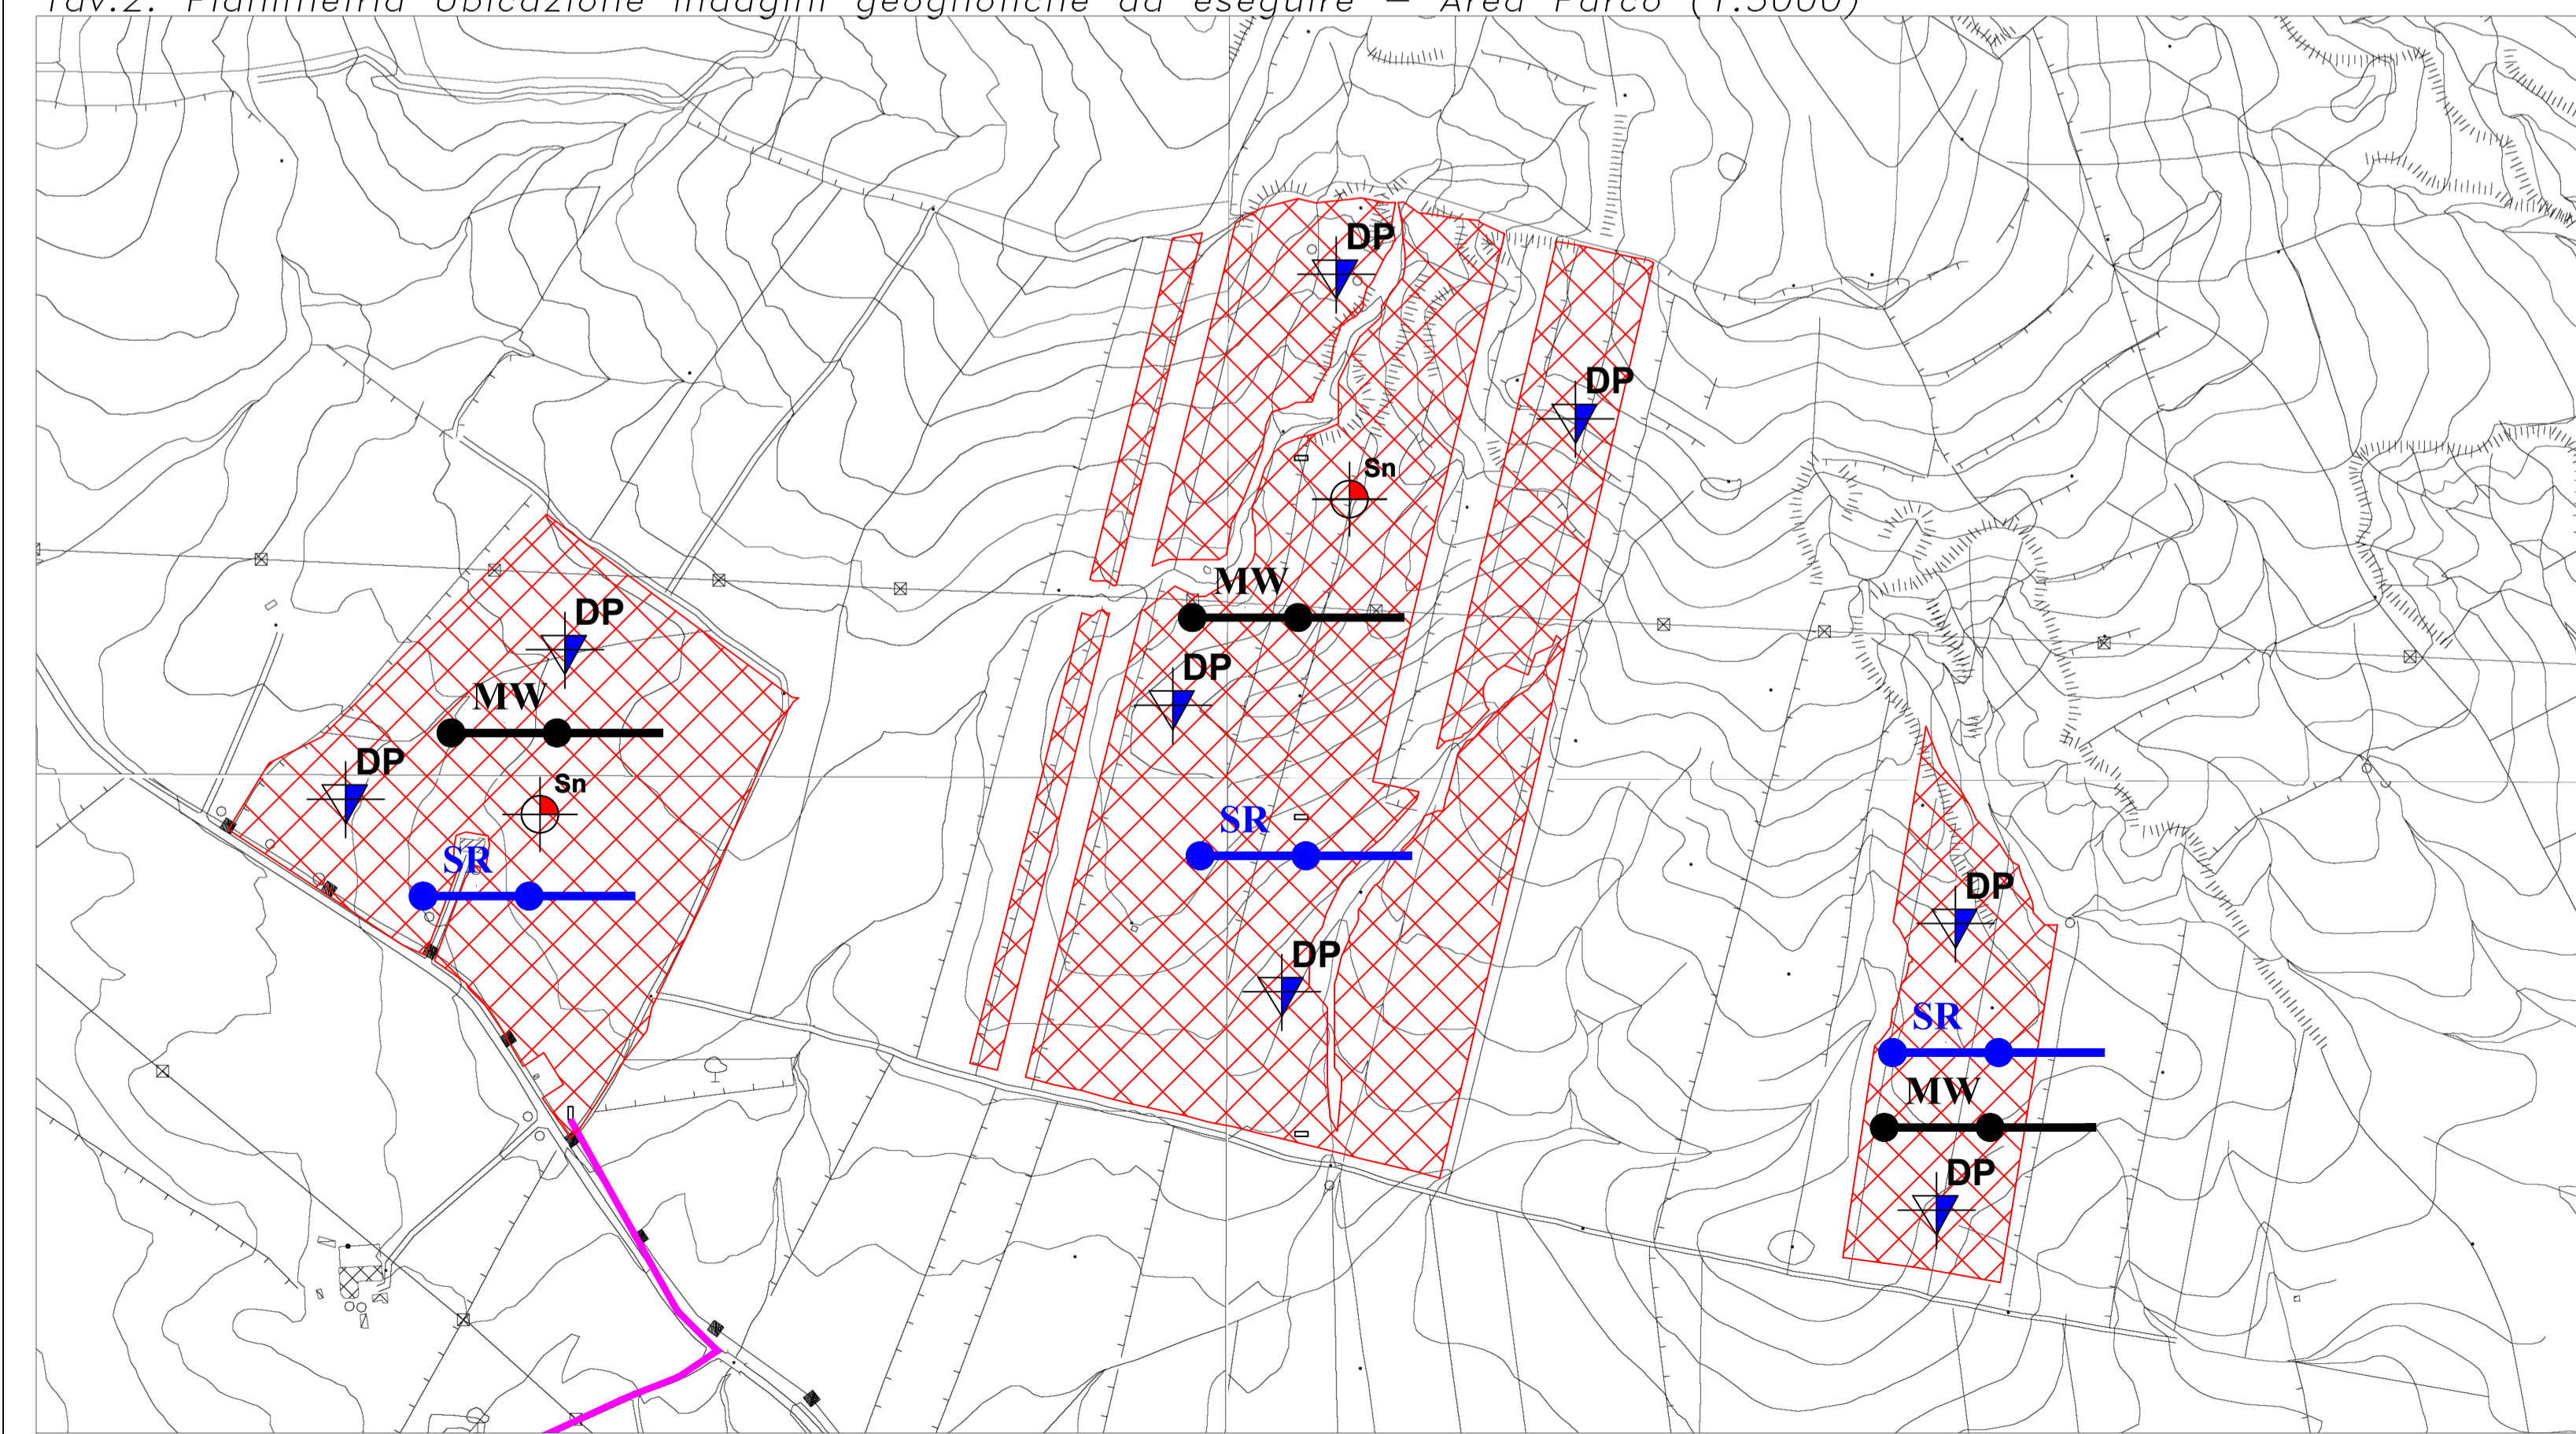 Tav.2: Planimetria ubicazione indagini geognoftiche da eseguire – Area Parco (1:5000)
DP
DP
Sn
MW
DP
DP
MW
DP
Sn
SR
SR
DP
DP
SR
MW
DP